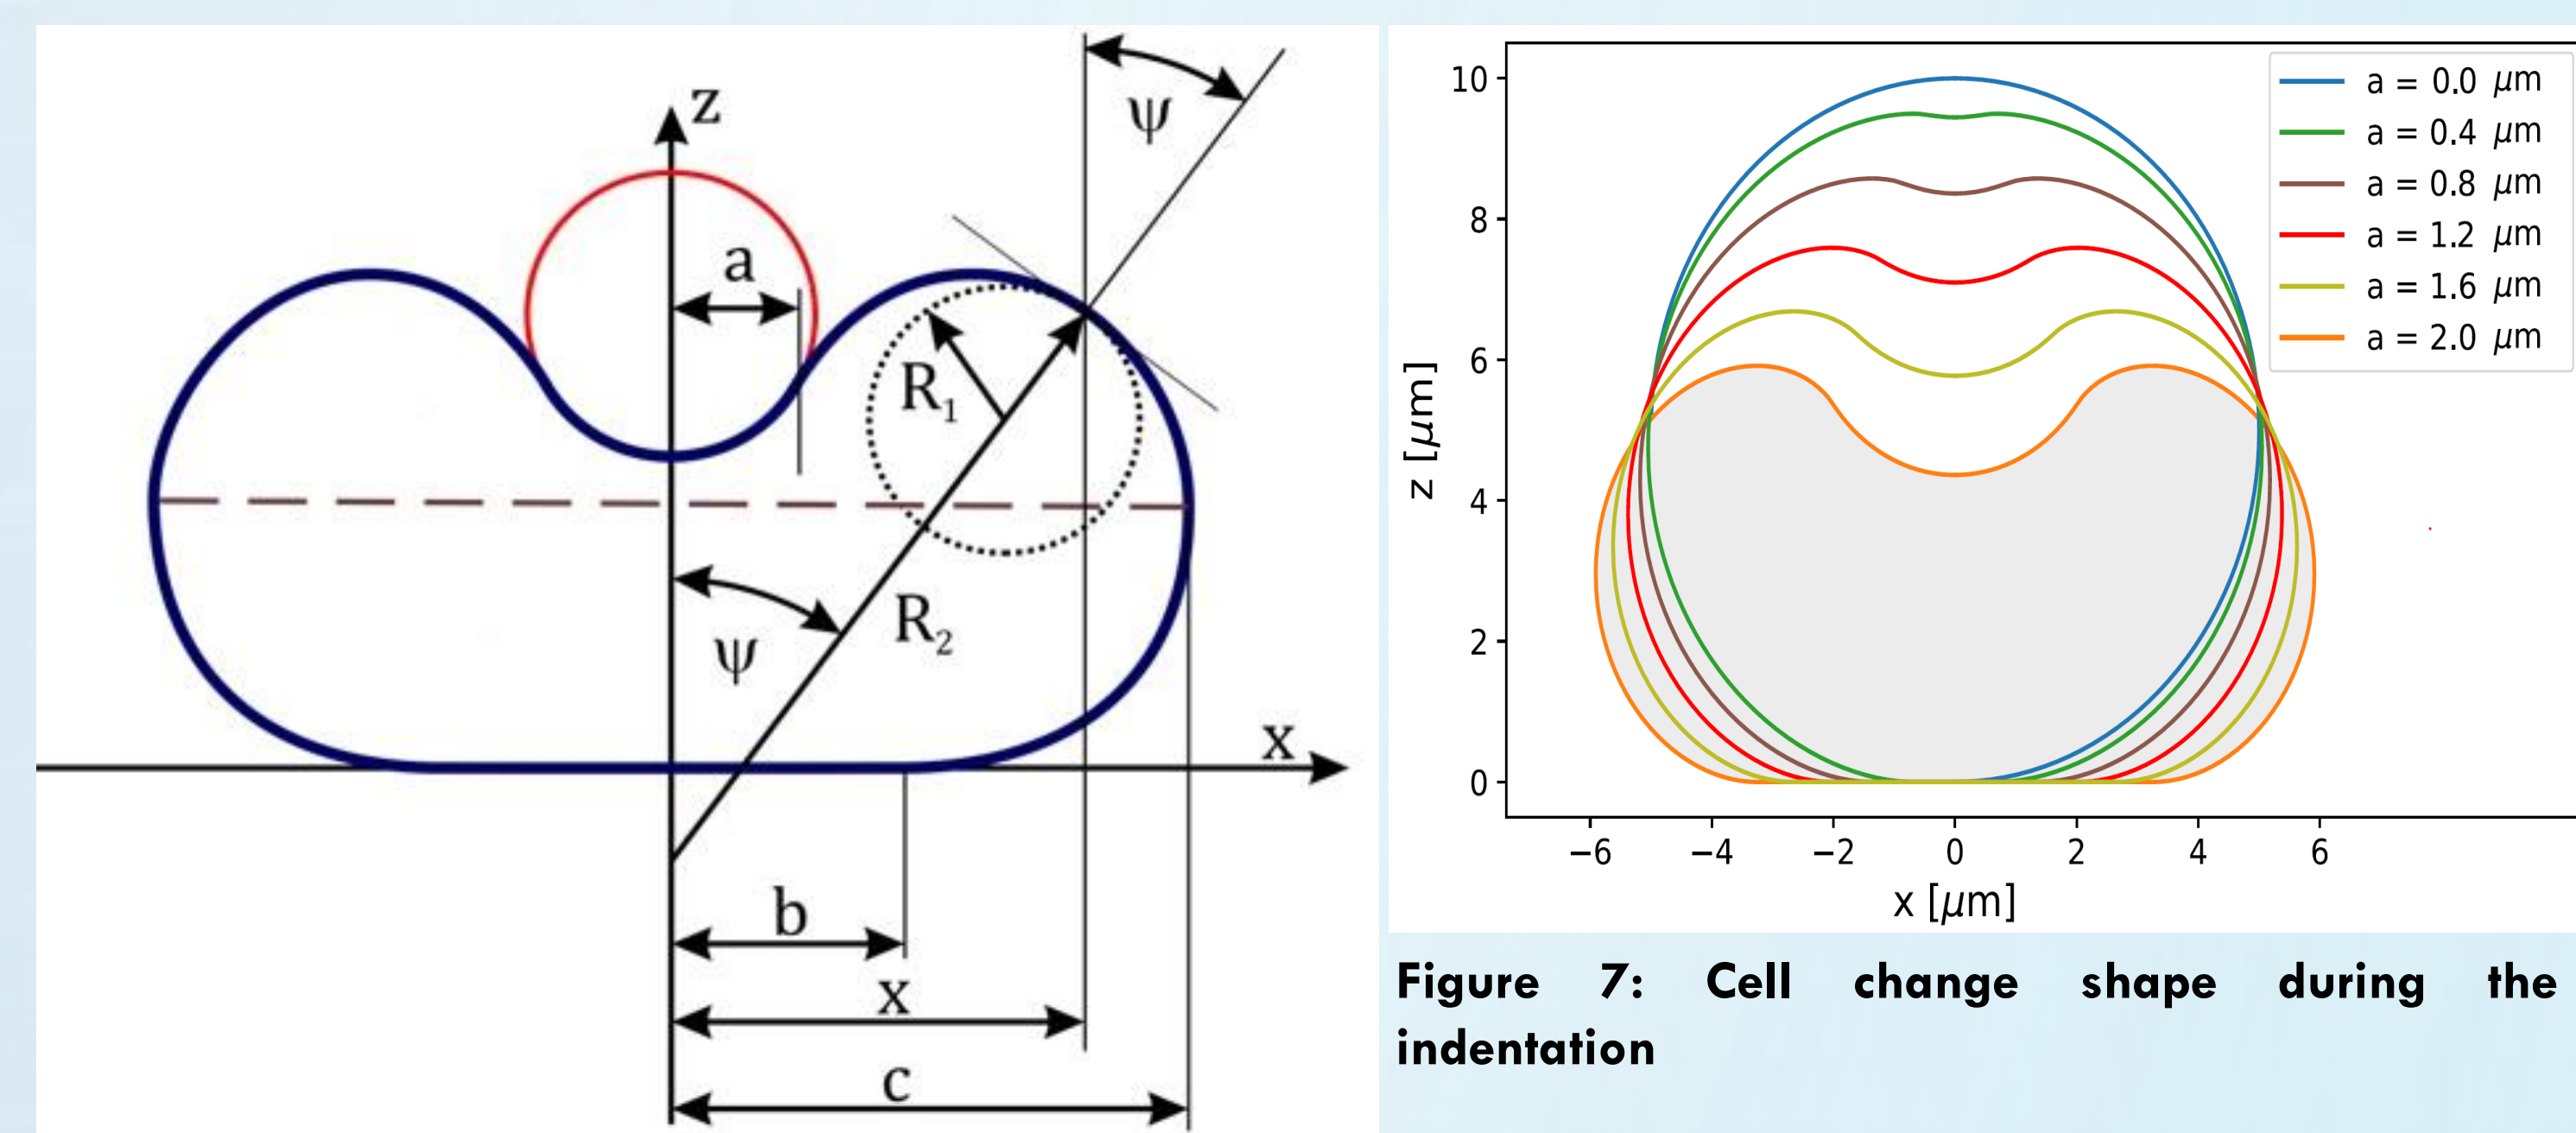 z
ψ
a
R₁
R₂
ψ
x
b
x
c
10
8
6
4
2
0
z [μm]
−6 −4 −2 0 2 4 6
x [μm]
a = 0.0 μm
a = 0.4 μm
a = 0.8 μm
a = 1.2 μm
a = 1.6 μm
a = 2.0 μm
Figure 7: Cell change shape during the
indentation